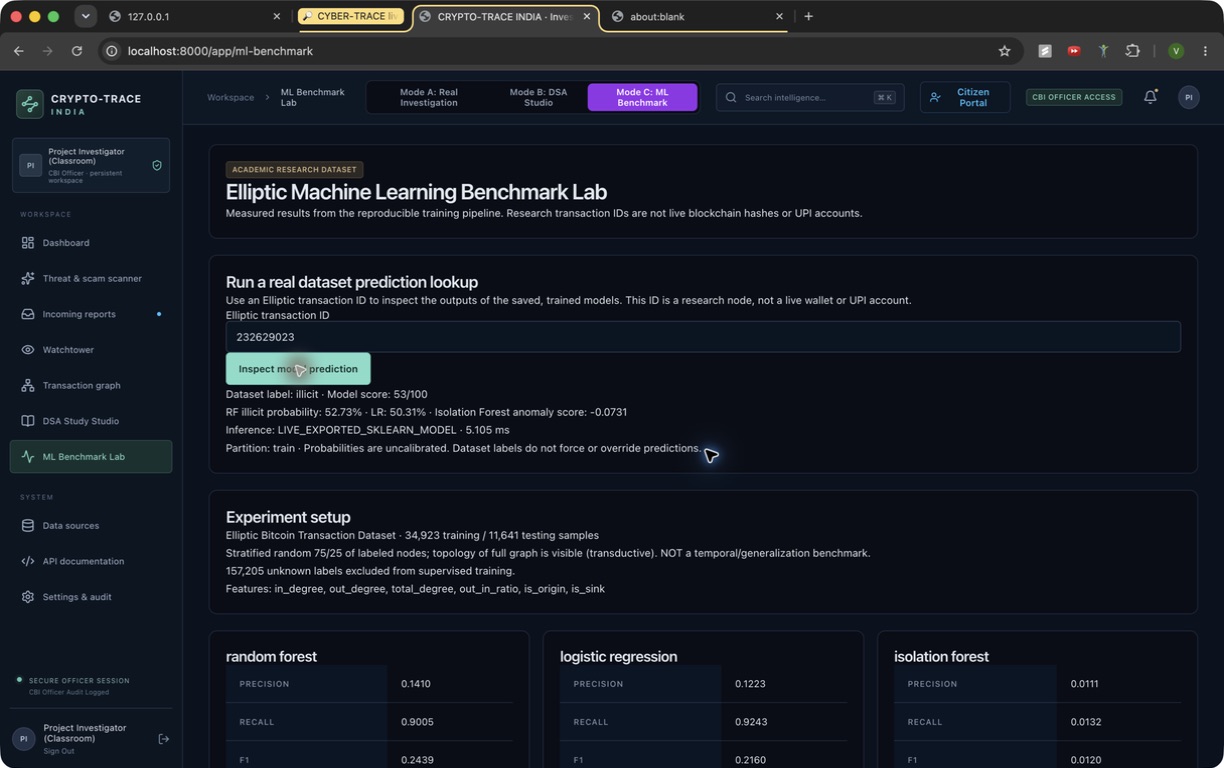 127.0.0.1
CYBER-TRACE
CRYPTO-TRACE INDIA - Inves
about:blank
localhost:8000/app/ml-benchmark
V
CRYPTO-TRACE
INDIA
Workspace
ML Benchmark
Lab
Mode A: Real
Investigation
Mode B: DSA
Studio
Mode C: ML
Benchmark
Search intelligence...
⌘ K
Citizen
Portal
CBI OFFICER ACCESS
PI
PI
Project Investigator
(Classroom)
CBI Officer · persistent
workspace
WORKSPACE
Dashboard
Threat & scam scanner
Incoming reports
Watchtower
Transaction graph
DSA Study Studio
ML Benchmark Lab
SYSTEM
Data sources
API documentation
Settings & audit
SECURE OFFICER SESSION
CBI Officer Audit Logged
PI
Project Investigator
(Classroom)
Sign Out
ACADEMIC RESEARCH DATASET
Elliptic Machine Learning Benchmark Lab
Measured results from the reproducible training pipeline. Research transaction IDs are not live blockchain hashes or UPI accounts.
Run a real dataset prediction lookup
Use an Elliptic transaction ID to inspect the outputs of the saved, trained models. This ID is a research node, not a live wallet or UPI account.
Elliptic transaction ID
232629023
Inspect model prediction
Dataset label: illicit · Model score: 53/100
RF illicit probability: 52.73% · LR: 50.31% · Isolation Forest anomaly score: -0.0731
Inference: LIVE_EXPORTED_SKLEARN_MODEL · 5.105 ms
Partition: train · Probabilities are uncalibrated. Dataset labels do not force or override predictions.
Experiment setup
Elliptic Bitcoin Transaction Dataset · 34,923 training / 11,641 testing samples
Stratified random 75/25 of labeled nodes; topology of full graph is visible (transductive). NOT a temporal/generalization benchmark.
157,205 unknown labels excluded from supervised training.
Features: in_degree, out_degree, total_degree, out_in_ratio, is_origin, is_sink
random forest
PRECISION 0.1410
RECALL 0.9005
F1 0.2439
logistic regression
PRECISION 0.1223
RECALL 0.9243
F1 0.2160
isolation forest
PRECISION 0.0111
RECALL 0.0132
F1 0.0120